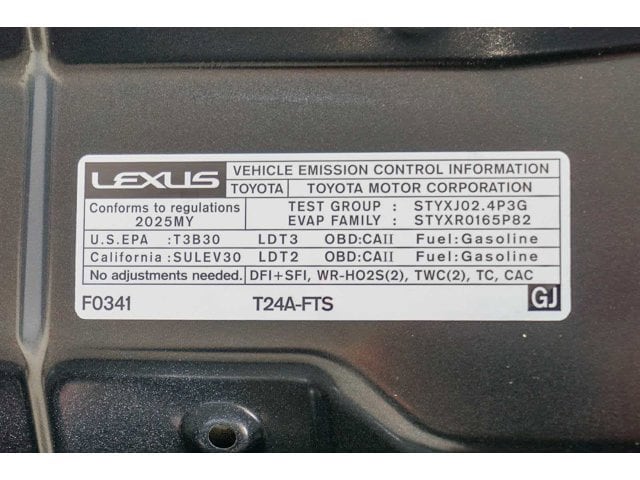 LEXUS VEHICLE EMISSION CONTROL INFORMATION
TOYOTA TOYOTA MOTOR CORPORATION
Conforms to regulations TEST GROUP : STYXJ02.4P3G
2025MY EVAP FAMILY : STYXR0165P82
U.S.EPA :T3B30 LDT3 OBD:CAII Fuel:Gasoline
California:SULEV30 LDT2 OBD:CAII Fuel:Gasoline
No adjustments needed. DFI+SFI, WR-HO2S(2), TWC(2), TC, CAC
F0341 T24A-FTS GJ